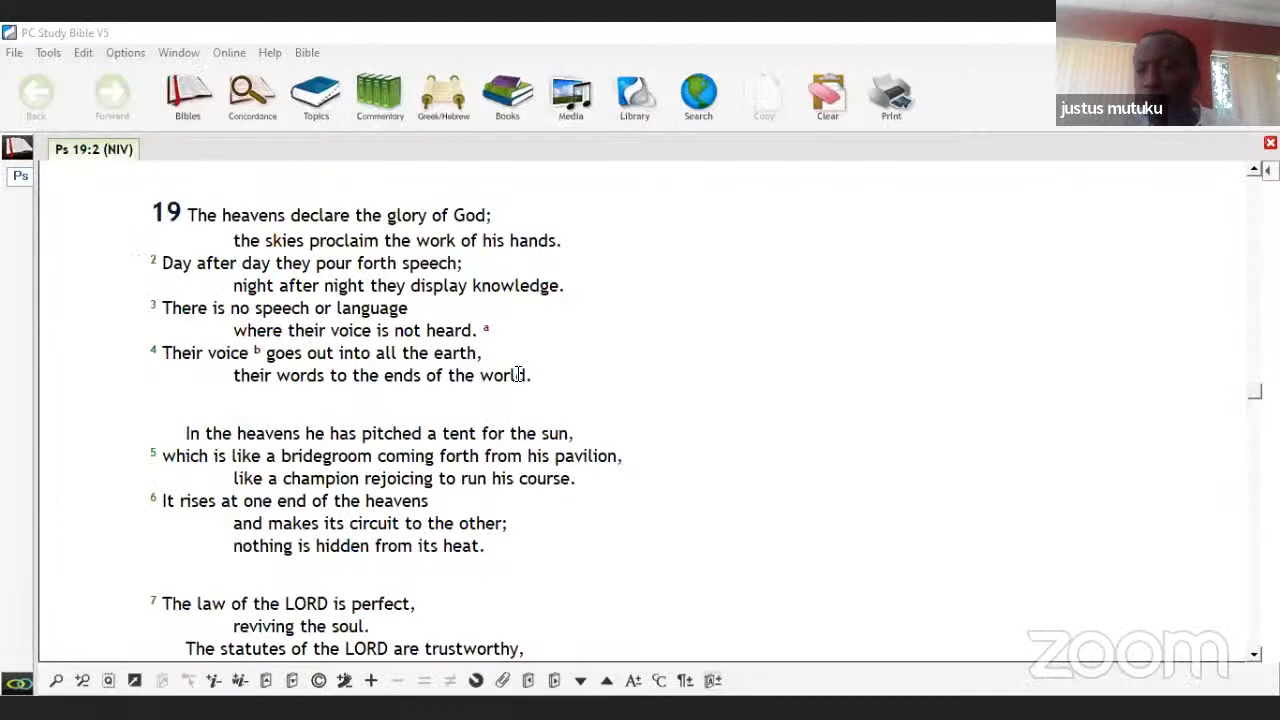 PC Study Bible V5
File Tools Edit Options Window Online Help Bible
Back Forward Bibles Concordance Topics Commentary Greek/Hebrew Books Media Library Search Copy Clear Print
justus mutuku
Ps 19:2 (NIV)
Ps
19 The heavens declare the glory of God;
the skies proclaim the work of his hands.
2 Day after day they pour forth speech;
night after night they display knowledge.
3 There is no speech or language
where their voice is not heard. a
4 Their voice b goes out into all the earth,
their words to the ends of the world.
In the heavens he has pitched a tent for the sun,
5 which is like a bridegroom coming forth from his pavilion,
like a champion rejoicing to run his course.
6 It rises at one end of the heavens
and makes its circuit to the other;
nothing is hidden from its heat.
7 The law of the LORD is perfect,
reviving the soul.
The statutes of the LORD are trustworthy,
zoom